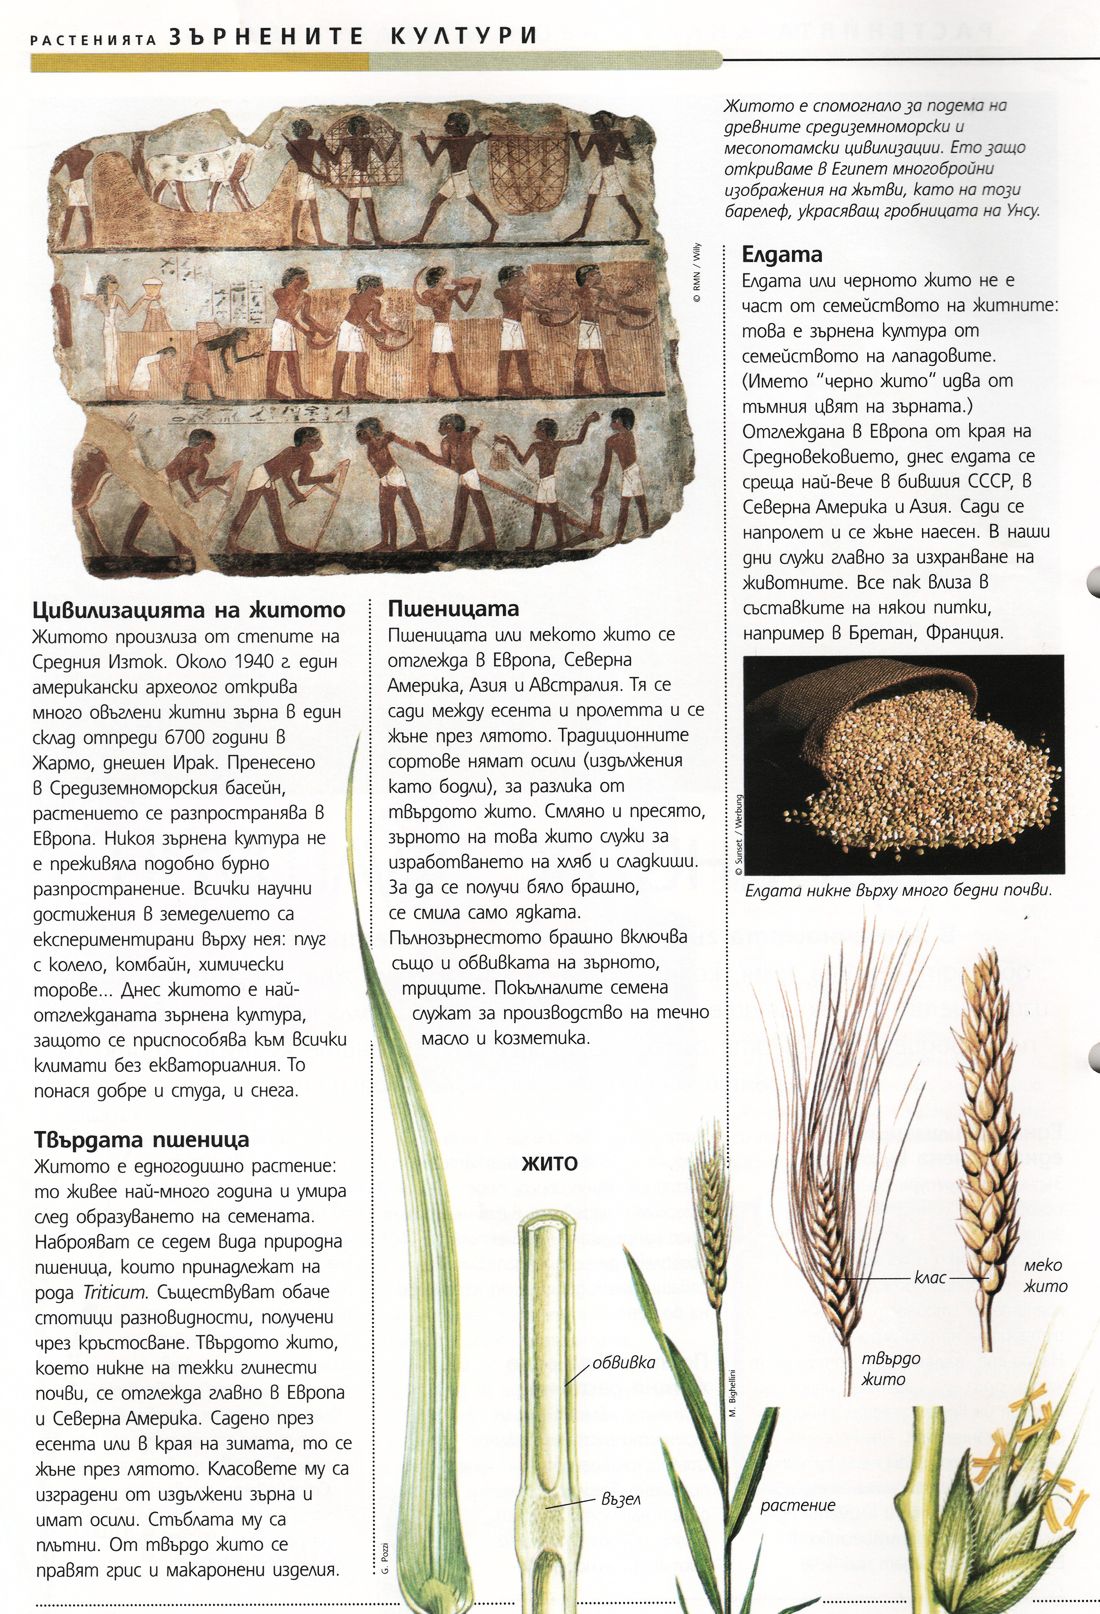 РАСТЕНИЯТА ЗЪРНЕНИТЕ КУЛТУРИ
Житото е спомогнало за подема на
древните средиземноморски и
месопотамски цивилизации. Ето защо
откриваме в Египет многобройни
изображения на жътви, като на този
барелеф, украсяващ гробницата на Унсу.
© RMN / Willy
Цивилизацията на житото
Житото произлиза от степите на
Средния Изток. Около 1940 г. един
американски археолог открива
много овъглени житни зърна в един
склад отпреди 6700 години в
Жармо, днешен Ирак. Пренесено
в Средиземноморския басейн,
растението се разпространява в
Европа. Никоя зърнена култура не
е преживяла подобно бурно
разпространение. Всички научни
достижения в земеделието са
експериментирани върху нея: плуг
с колело, комбайн, химически
торове... Днес житото е най-
отглежданата зърнена култура,
защото се приспособява към всички
климати без екваториалния. То
понася добре и студа, и снега.
Твърдата пшеница
Житото е едногодишно растение:
то живее най-много година и умира
след образуването на семената.
Наброяват се седем вида природна
пшеница, които принадлежат на
рода Triticum. Съществуват обаче
стотици разновидности, получени
чрез кръстосване. Твърдото жито,
което никне на тежки глинести
почви, се отглежда главно в Европа
и Северна Америка. Садено през
есента или в края на зимата, то се
жъне през лятото. Класовете му са
изградени от издължени зърна и
имат осили. Стъблата му са
плътни. От твърдо жито се
правят грис и макаронени изделия.
Пшеницата
Пшеницата или мекото жито се
отглежда в Европа, Северна
Америка, Азия и Австралия. Тя се
сади между есента и пролетта и се
жъне през лятото. Традиционните
сортове нямат осили (издължения
като бодли), за разлика от
твърдото жито. Смляно и пресято,
зърното на това жито служи за
изработването на хляб и сладкиши.
За да се получи бяло брашно,
се смила само ядката.
Пълнозърнестото брашно включва
също и обвивката на зърното,
триците. Покълналите семена
служат за производство на течно
масло и козметика.
Елдата
Елдата или черното жито не е
част от семейството на житните:
това е зърнена култура от
семейството на лападовите.
(Името "черно жито" идва от
тъмния цвят на зърната.)
Отглеждана в Европа от края на
Средновековието, днес елдата се
среща най-вече в бившия СССР, в
Северна Америка и Азия. Сади се
напролет и се жъне наесен. В наши
дни служи главно за изхранване на
животните. Все пак влиза в
съставките на някои питки,
например в Бретан, Франция.
© Sunset / Werbung
Елдата никне върху много бедни почви.
ЖИТО
обвивка
възел
растение
клас
твърдо
жито
меко
жито
G. Pozzi
M. Bighellini